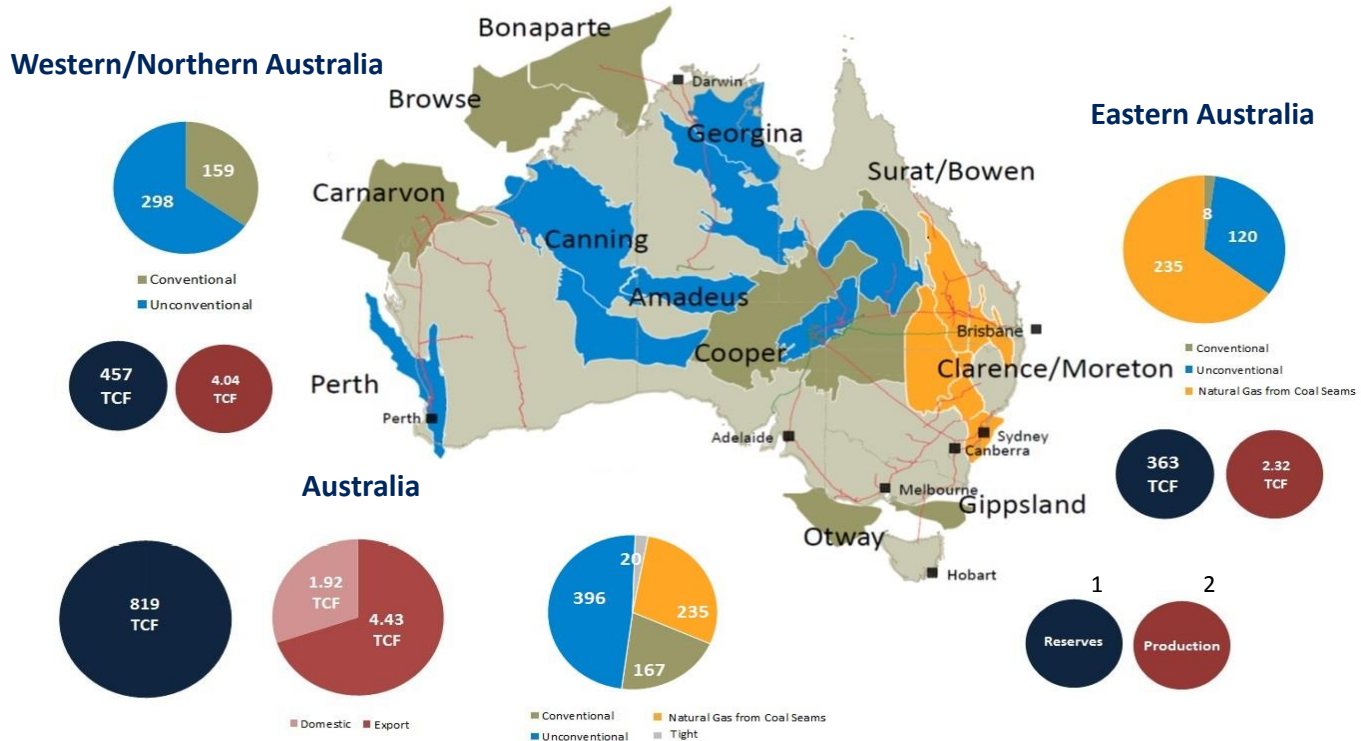 Western/Northern Australia
159
298
Conventional
Unconventional
457
TCF
4.04
TCF
Bonaparte
Browse
Darwin
Georgina
Carnarvon
Surat/Bowen
Canning
Amadeus
Cooper
Brisbane
Clarence/Moreton
Perth
Perth
Adelaide
Sydney
Canberra
Melbourne
Gippsland
Otway
Hobart
Eastern Australia
8
120
235
Conventional
Unconventional
Natural Gas from Coal Seams
363
TCF
2.32
TCF
Australia
819
TCF
1.92
TCF
4.43
TCF
Domestic
Export
20
396
235
167
Conventional
Natural Gas from Coal Seams
Unconventional
Tight
1
2
Reserves
Production